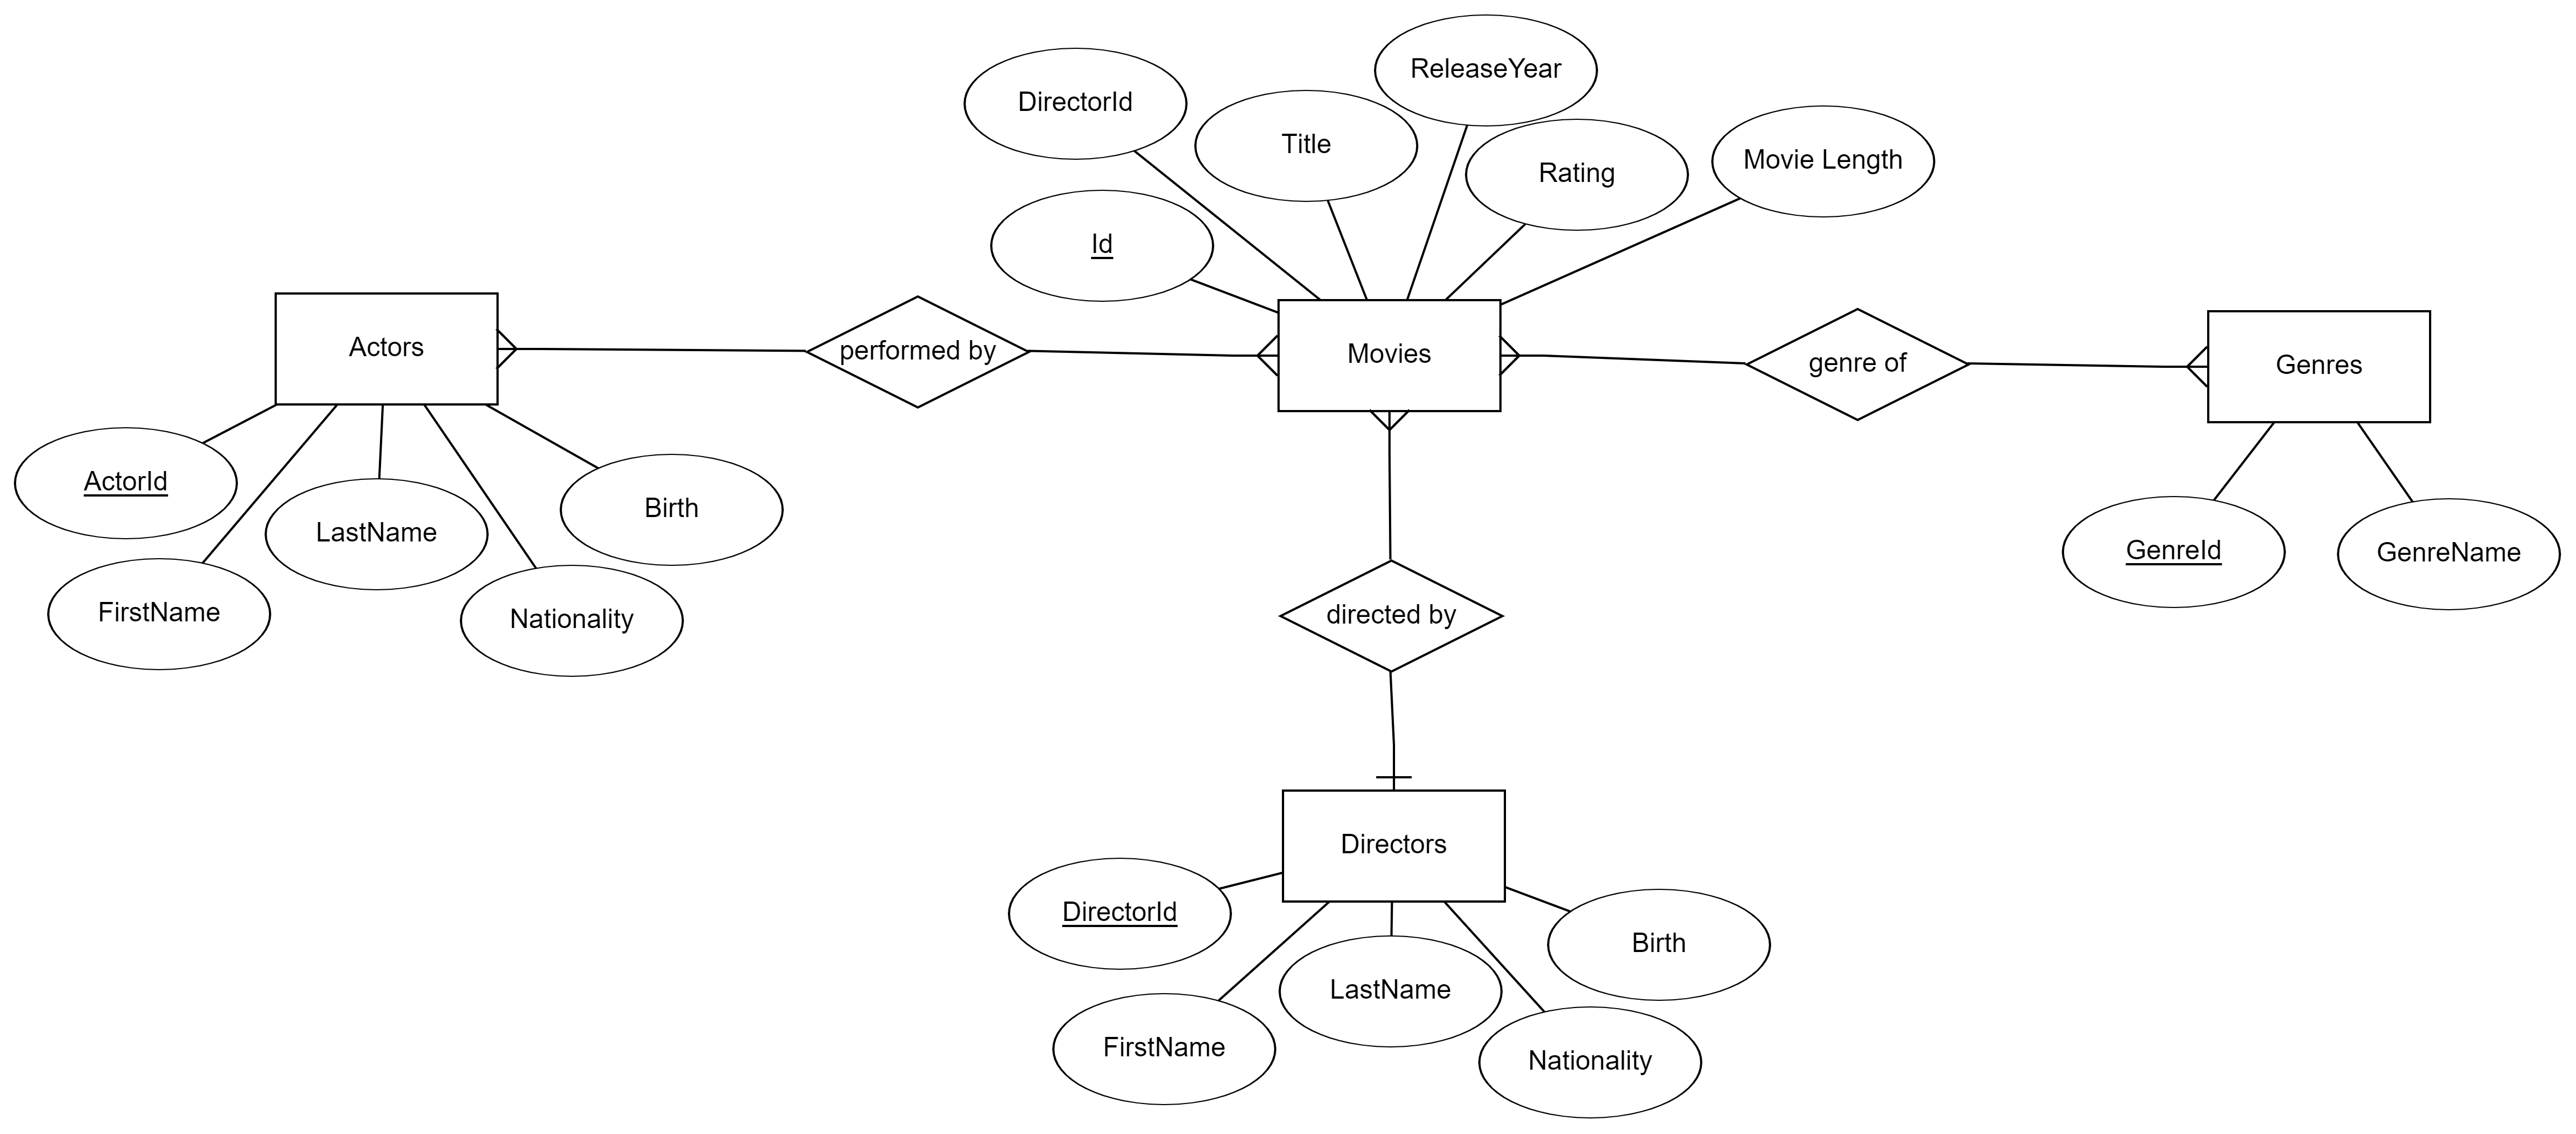 ReleaseYear
DirectorId
Title
Movie Length
Rating
Id
Actors
performed by
Movies
genre of
Genres
ActorId
Birth
LastName
FirstName
Nationality
GenreId
GenreName
directed by
Directors
DirectorId
Birth
LastName
FirstName
Nationality